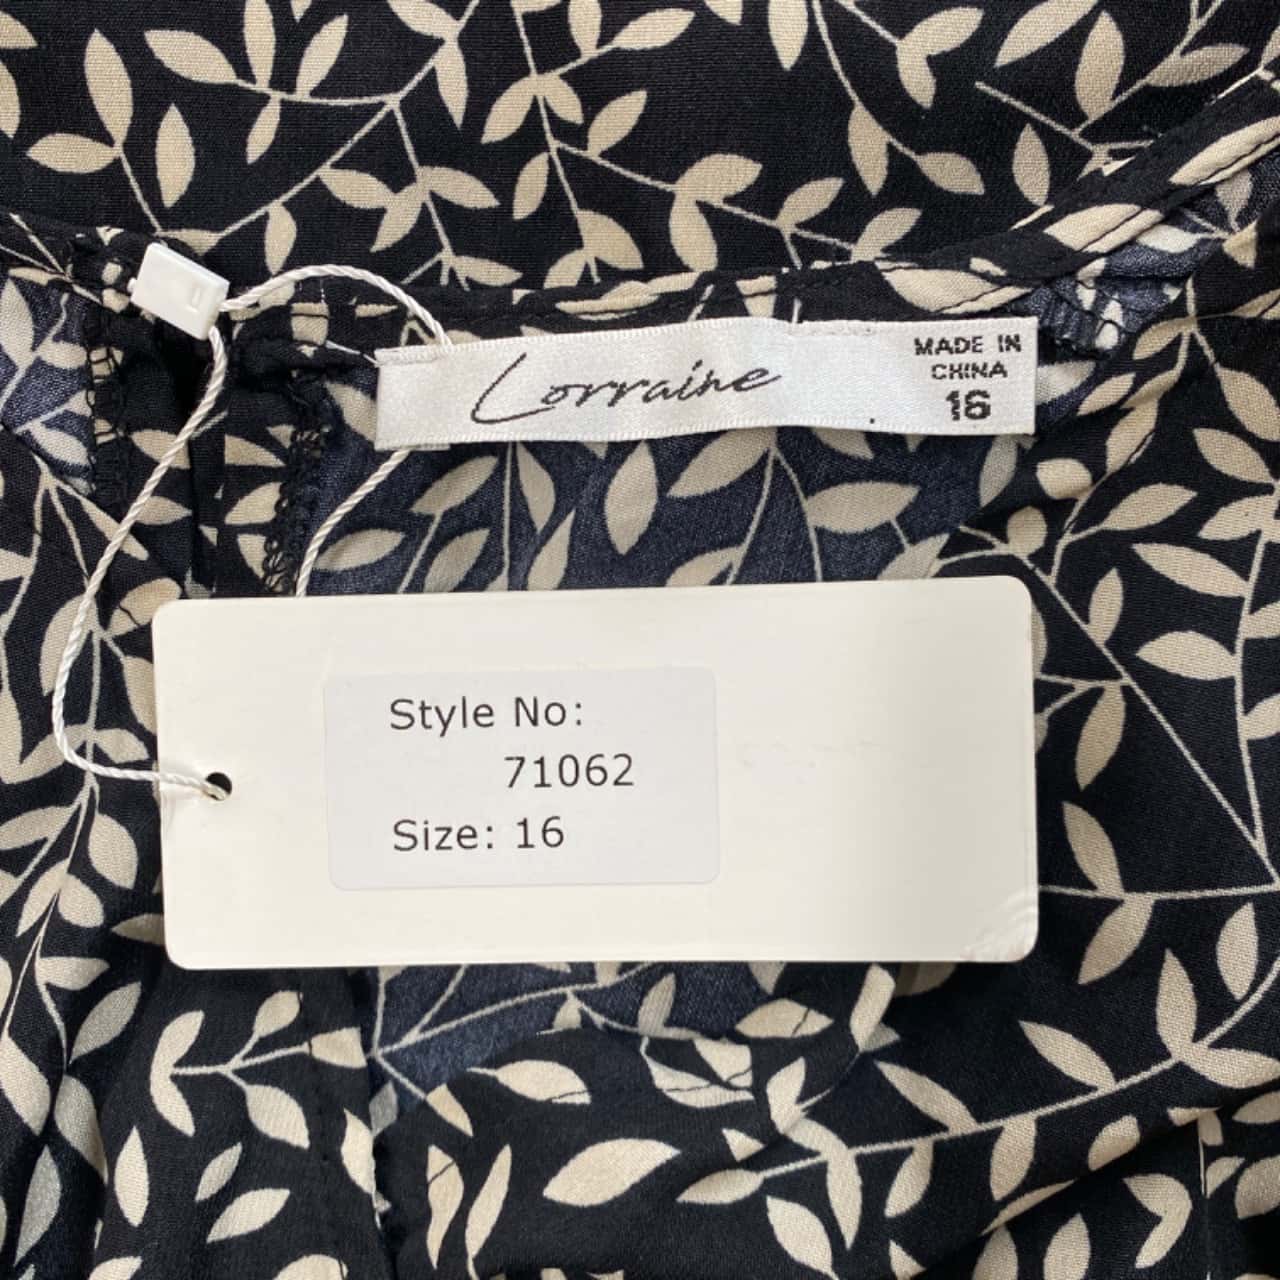 Lorraine
MADE IN
CHINA
16
Style No:
71062
Size: 16